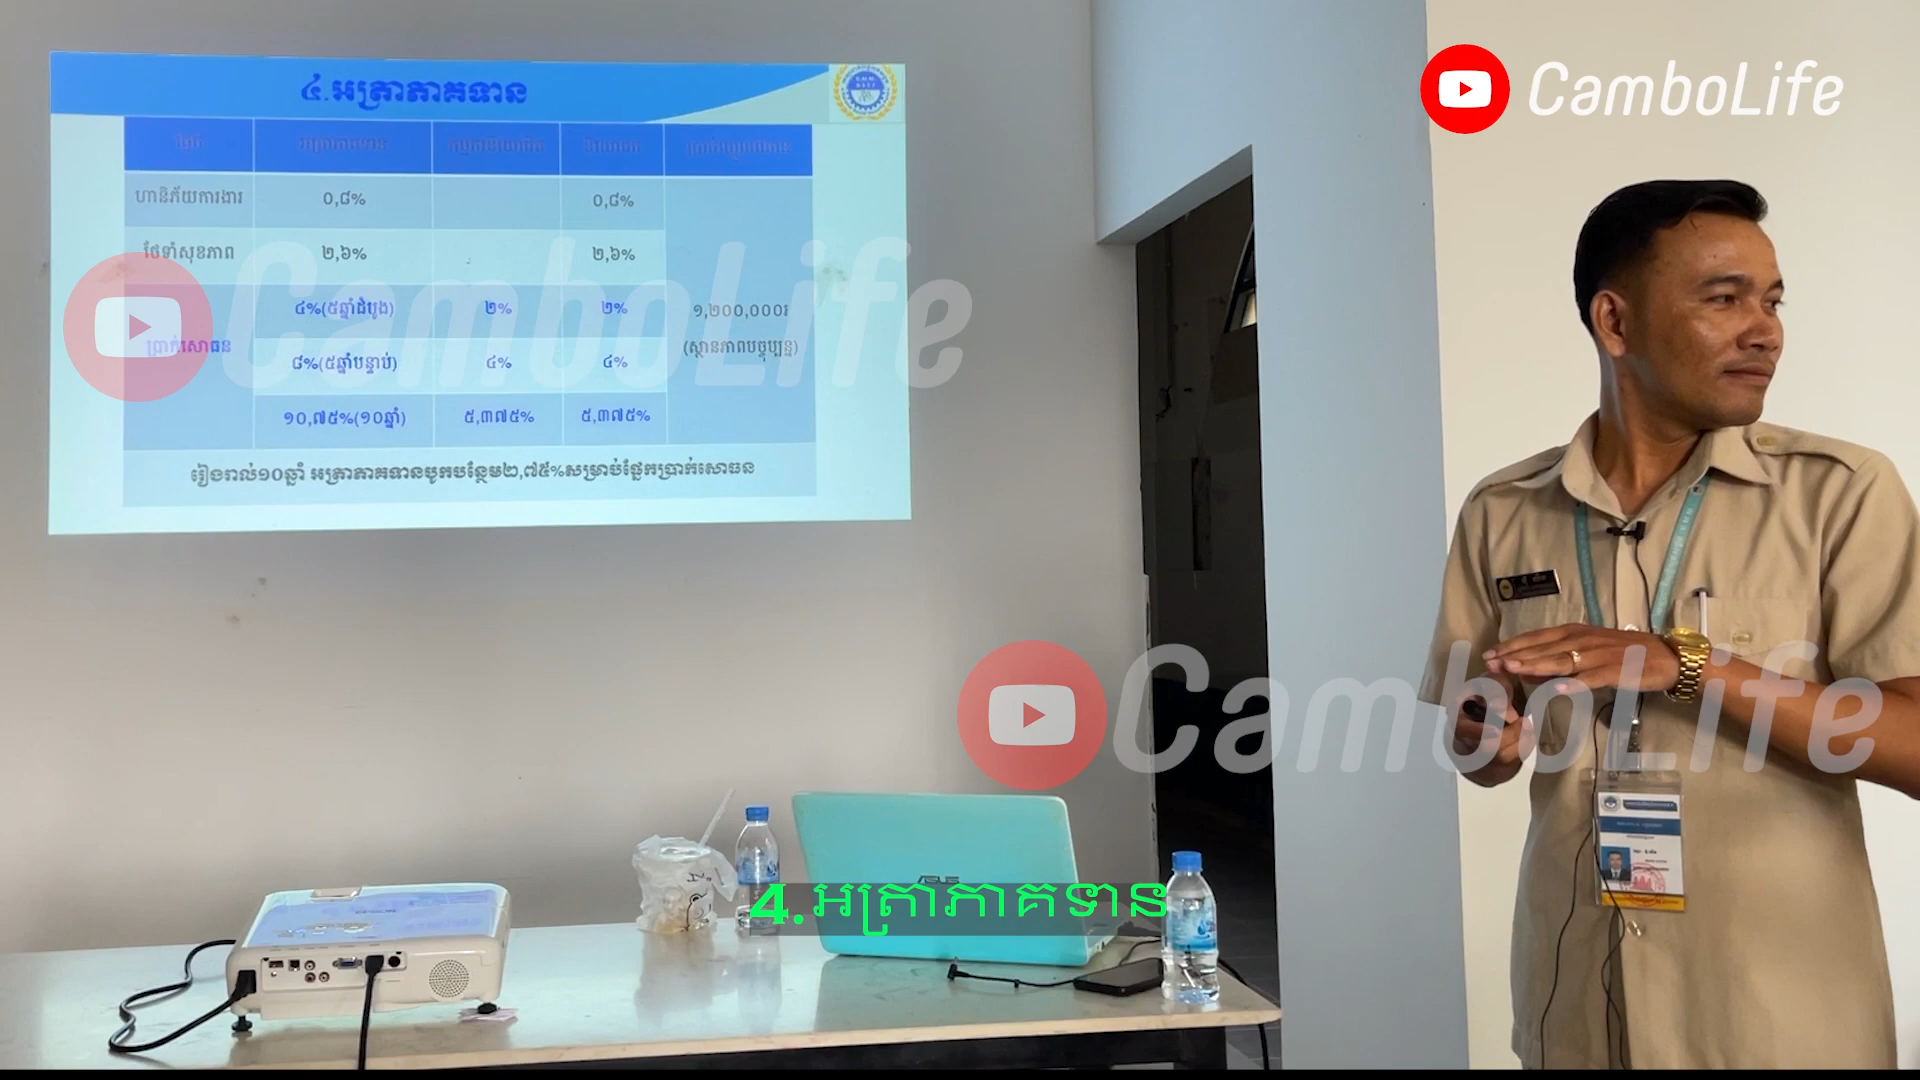 CamboLife
៤.អត្រាភាគទាន
ហានិភ័យការងារ ០,៨% ០,៨%
ថែទាំសុខភាព ២,៦% ២,៦%
ប្រាក់សោធន ៤%(៥ឆ្នាំដំបូង) ២% ២% ១,២០០,០០០៛
៨%(៥ឆ្នាំបន្ទាប់) ៤% ៤% (ស្ថានភាពបច្ចុប្បន្ន)
១០,៧៥%(១០ឆ្នាំ) ៥,៣៧៥% ៥,៣៧៥%
រៀងរាល់១០ឆ្នាំ អត្រាភាគទានបូកបន្ថែម២,៧៥%សម្រាប់ផ្នែកប្រាក់សោធន
CamboLife
CamboLife
ASUS
4.អត្រាភាគទាន